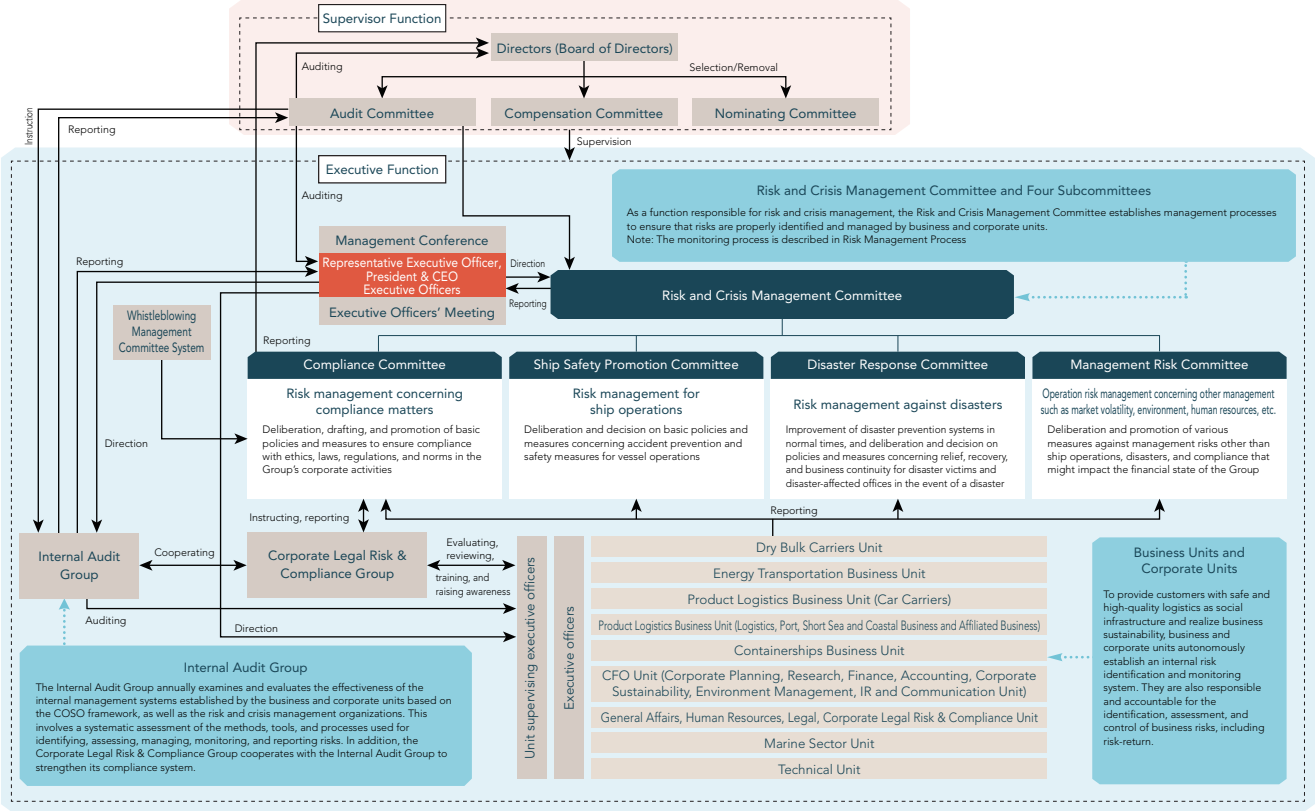 Supervisor Function
Directors (Board of Directors)
Auditing
Selection/Removal
Audit Committee
Compensation Committee
Nominating Committee
Instruction
Reporting
Supervision
Executive Function
Auditing
Risk and Crisis Management Committee and Four Subcommittees
As a function responsible for risk and crisis management, the Risk and Crisis Management Committee establishes management processes
to ensure that risks are properly identified and managed by business and corporate units.
Note: The monitoring process is described in Risk Management Process
Management Conference
Representative Executive Officer,
President & CEO
Executive Officers
Executive Officers' Meeting
Reporting
Direction
Reporting
Risk and Crisis Management Committee
Whistleblowing
Management
Committee System
Reporting
Direction
Compliance Committee
Risk management concerning
compliance matters
Deliberation, drafting, and promotion of basic
policies and measures to ensure compliance
with ethics, laws, regulations, and norms in the
Group's corporate activities
Ship Safety Promotion Committee
Risk management for
ship operations
Deliberation and decision on basic policies and
measures concerning accident prevention and
safety measures for vessel operations
Disaster Response Committee
Risk management against disasters
Improvement of disaster prevention systems in
normal times, and deliberation and decision on
policies and measures concerning relief, recovery,
and business continuity for disaster victims and
disaster-affected offices in the event of a disaster
Management Risk Committee
Operation risk management concerning other management
such as market volatility, environment, human resources, etc.
Deliberation and promotion of various
measures against management risks other than
ship operations, disasters, and compliance that
might impact the financial state of the Group
Instructing, reporting
Reporting
Internal Audit
Group
Cooperating
Corporate Legal Risk &
Compliance Group
Evaluating,
reviewing,
training, and
raising awareness
Auditing
Direction
Unit supervising executive officers
Executive officers
Dry Bulk Carriers Unit
Energy Transportation Business Unit
Product Logistics Business Unit (Car Carriers)
Product Logistics Business Unit (Logistics, Port, Short Sea and Coastal Business and Affiliated Business)
Containerships Business Unit
CFO Unit (Corporate Planning, Research, Finance, Accounting, Corporate
Sustainability, Environment Management, IR and Communication Unit)
General Affairs, Human Resources, Legal, Corporate Legal Risk & Compliance Unit
Marine Sector Unit
Technical Unit
Business Units and
Corporate Units
To provide customers with safe and
high-quality logistics as social
infrastructure and realize business
sustainability, business and
corporate units autonomously
establish an internal risk
identification and monitoring
system. They are also responsible
and accountable for the
identification, assessment, and
control of business risks, including
risk-return.
Internal Audit Group
The Internal Audit Group annually examines and evaluates the effectiveness of the
internal management systems established by the business and corporate units based on
the COSO framework, as well as the risk and crisis management organizations. This
involves a systematic assessment of the methods, tools, and processes used for
identifying, assessing, managing, monitoring, and reporting risks. In addition, the
Corporate Legal Risk & Compliance Group cooperates with the Internal Audit Group to
strengthen its compliance system.